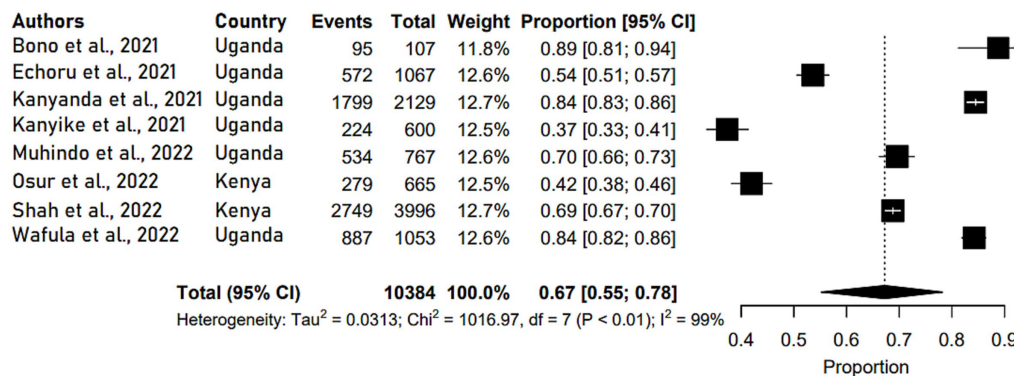 Authors Country Events Total Weight Proportion [95% CI]
Bono et al., 2021 Uganda 95 107 11.8% 0.89 [0.81; 0.94]
Echoru et al., 2021 Uganda 572 1067 12.6% 0.54 [0.51; 0.57]
Kanyanda et al., 2021 Uganda 1799 2129 12.7% 0.84 [0.83; 0.86]
Kanyike et al., 2021 Uganda 224 600 12.5% 0.37 [0.33; 0.41]
Muhindo et al., 2022 Uganda 534 767 12.6% 0.70 [0.66; 0.73]
Osur et al., 2022 Kenya 279 665 12.5% 0.42 [0.38; 0.46]
Shah et al., 2022 Kenya 2749 3996 12.7% 0.69 [0.67; 0.70]
Wafula et al., 2022 Uganda 887 1053 12.6% 0.84 [0.82; 0.86]
Total (95% CI) 10384 100.0% 0.67 [0.55; 0.78]
Heterogeneity: Tau² = 0.0313; Chi² = 1016.97, df = 7 (P < 0.01); I² = 99%
0.4 0.5 0.6 0.7 0.8 0.9
Proportion